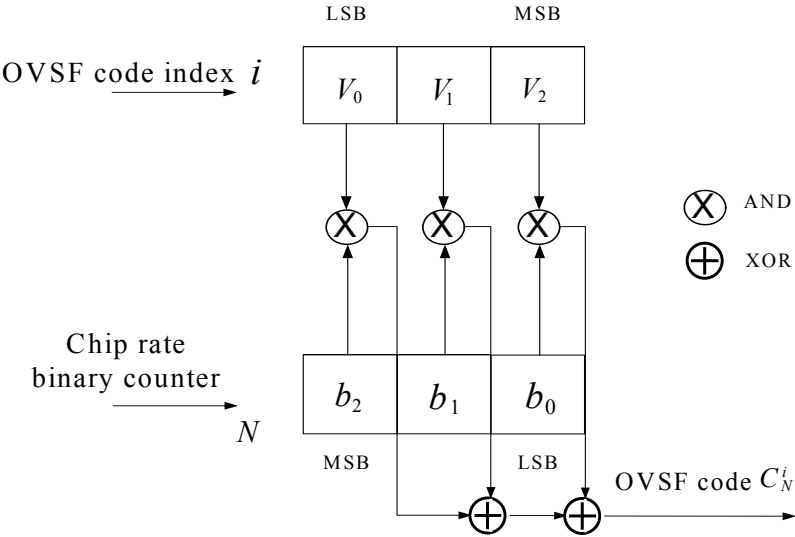 LSB MSB
OVSF code index i
V₀ V₁ V₂
X X X
X AND
+ XOR
Chip rate
binary counter
N
b₂ b₁ b₀
MSB LSB
OVSF code C_N^i
+ +